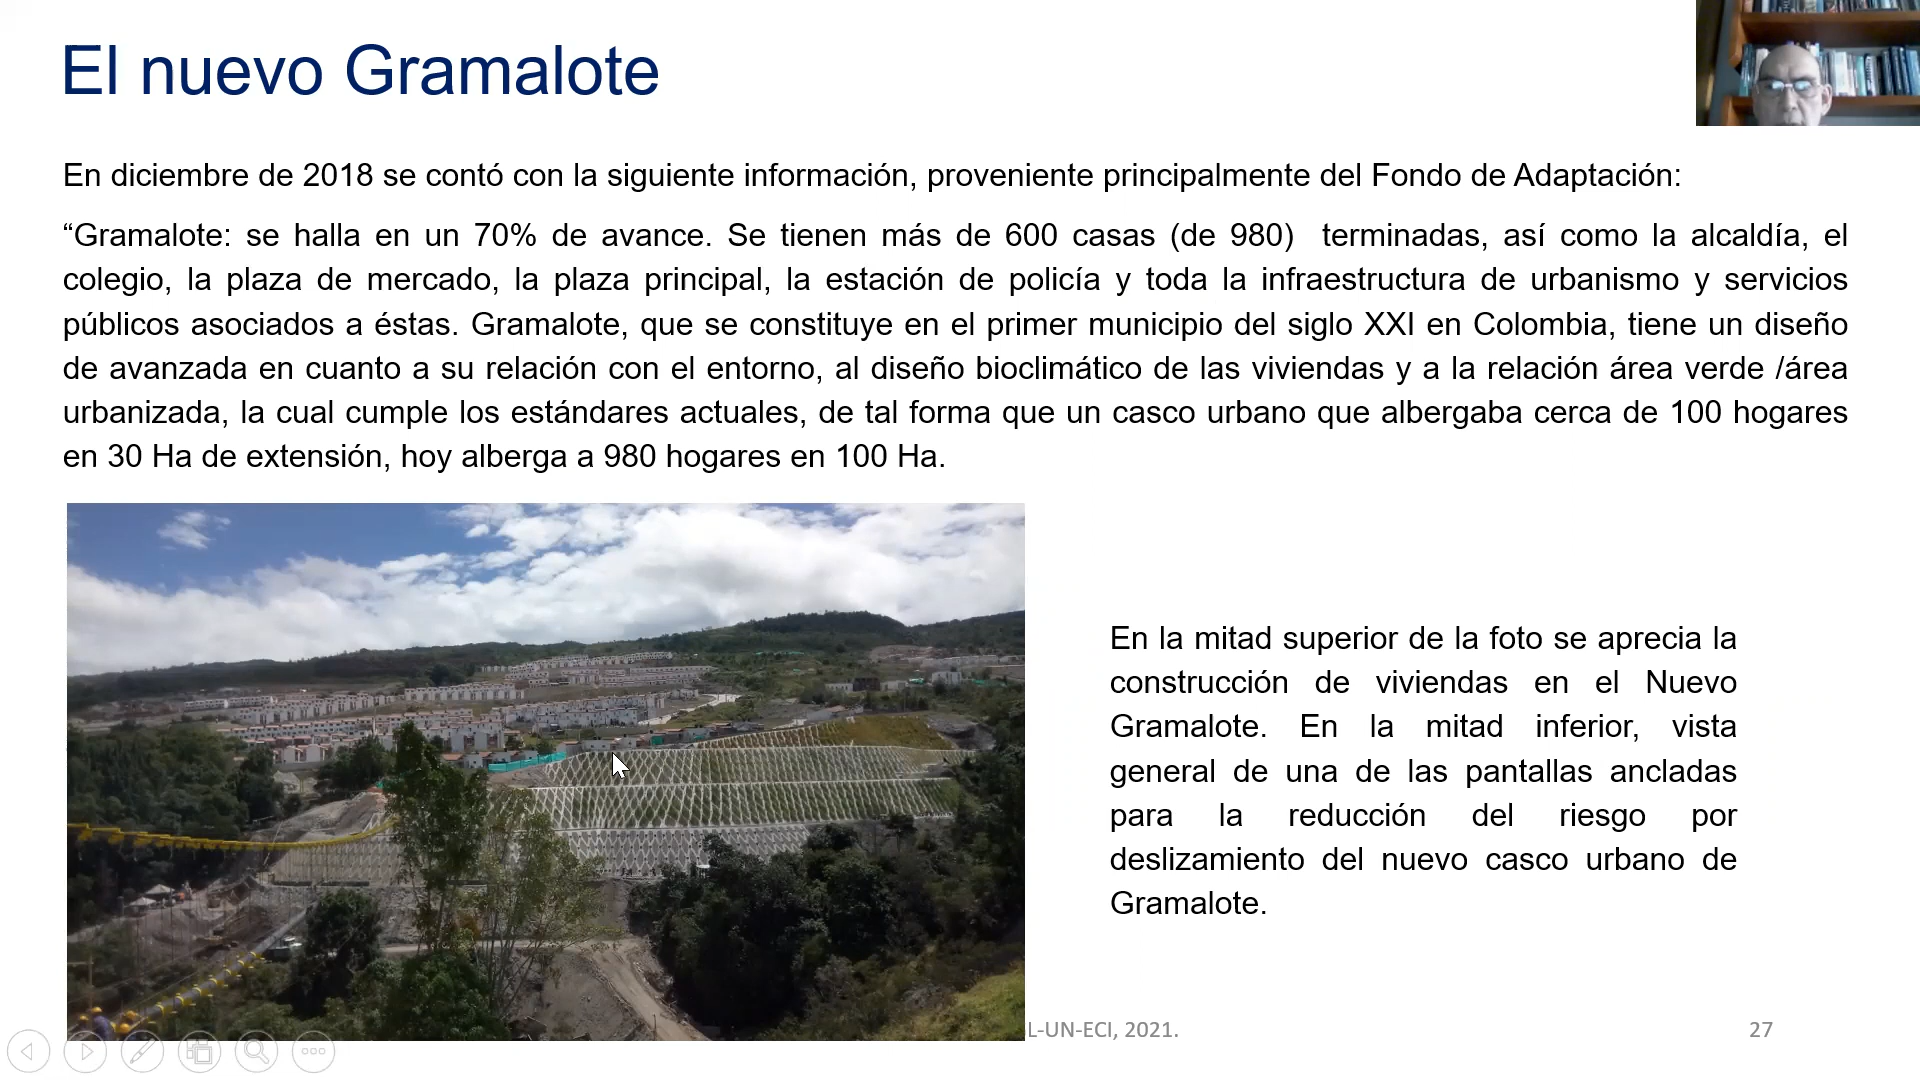 El nuevo Gramalote
En diciembre de 2018 se contó con la siguiente información, proveniente principalmente del Fondo de Adaptación:
“Gramalote: se halla en un 70% de avance. Se tienen más de 600 casas (de 980) terminadas, así como la alcaldía, el
colegio, la plaza de mercado, la plaza principal, la estación de policía y toda la infraestructura de urbanismo y servicios
públicos asociados a éstas. Gramalote, que se constituye en el primer municipio del siglo XXI en Colombia, tiene un diseño
de avanzada en cuanto a su relación con el entorno, al diseño bioclimático de las viviendas y a la relación área verde /área
urbanizada, la cual cumple los estándares actuales, de tal forma que un casco urbano que albergaba cerca de 100 hogares
en 30 Ha de extensión, hoy alberga a 980 hogares en 100 Ha.
En la mitad superior de la foto se aprecia la
construcción de viviendas en el Nuevo
Gramalote. En la mitad inferior, vista
general de una de las pantallas ancladas
para la reducción del riesgo por
deslizamiento del nuevo casco urbano de
Gramalote.
L-UN-ECI, 2021.
27